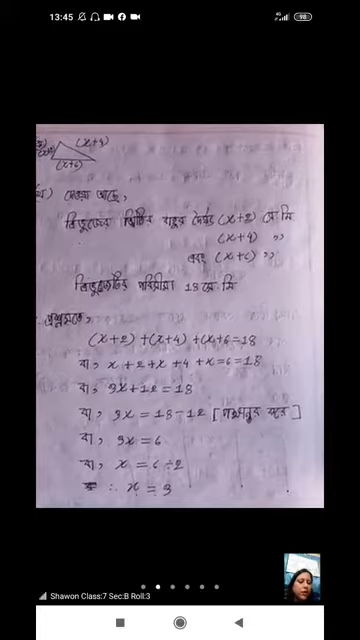 13:45
4G
98
(x+4)
(x+6)
দেওয়া আছে,
ত্রিভুজের তিনটি বাহুর দৈর্ঘ্য (x+2) সে মি
(x+4) ,,
এবং (x+6) ,,
ত্রিভুজটির পরিসীমা 18 সে মি
প্রশ্নমতে,
(x+2) +(x+4) +(x+6=18
বা, x+2+x+4+x=6=18
বা, 3x+12=18
বা, 3x = 18-12 [পক্ষান্তর করে]
বা, 3x=6
বা, x = 6÷2
∴ x = 3
Shawon Class:7 Sec:B Roll:3